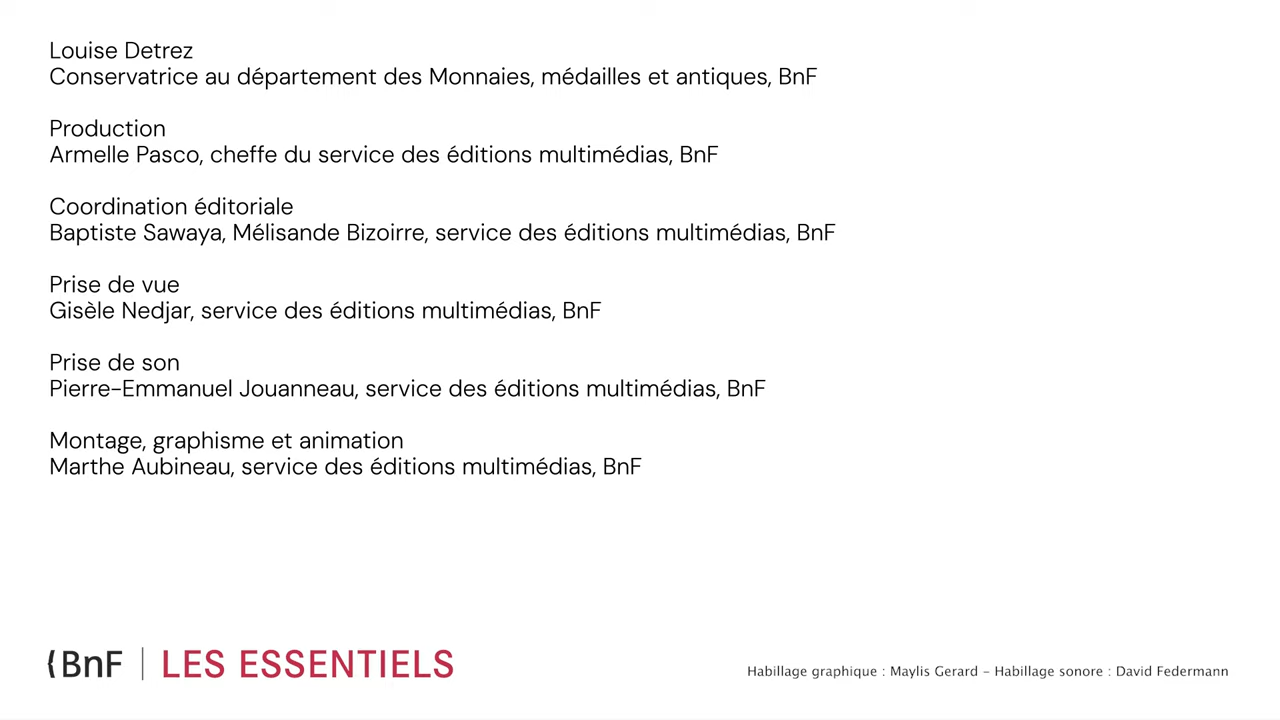 Louise Detrez
Conservatrice au département des Monnaies, médailles et antiques, BnF
Production
Armelle Pasco, cheffe du service des éditions multimédias, BnF
Coordination éditoriale
Baptiste Sawaya, Mélisande Bizoirre, service des éditions multimédias, BnF
Prise de vue
Gisèle Nedjar, service des éditions multimédias, BnF
Prise de son
Pierre-Emmanuel Jouanneau, service des éditions multimédias, BnF
Montage, graphisme et animation
Marthe Aubineau, service des éditions multimédias, BnF
BnF | LES ESSENTIELS
Habillage graphique : Maylis Gerard – Habillage sonore : David Federmann